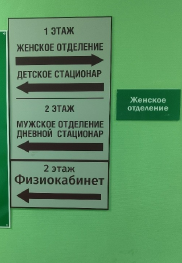 1 ЭТАЖ
ЖЕНСКОЕ ОТДЕЛЕНИЕ
ДЕТСКОЕ СТАЦИОНАР
2 ЭТАЖ
МУЖСКОЕ ОТДЕЛЕНИЕ
ДНЕВНОЙ СТАЦИОНАР
2 этаж
Физиокабинет
Женское
отделение